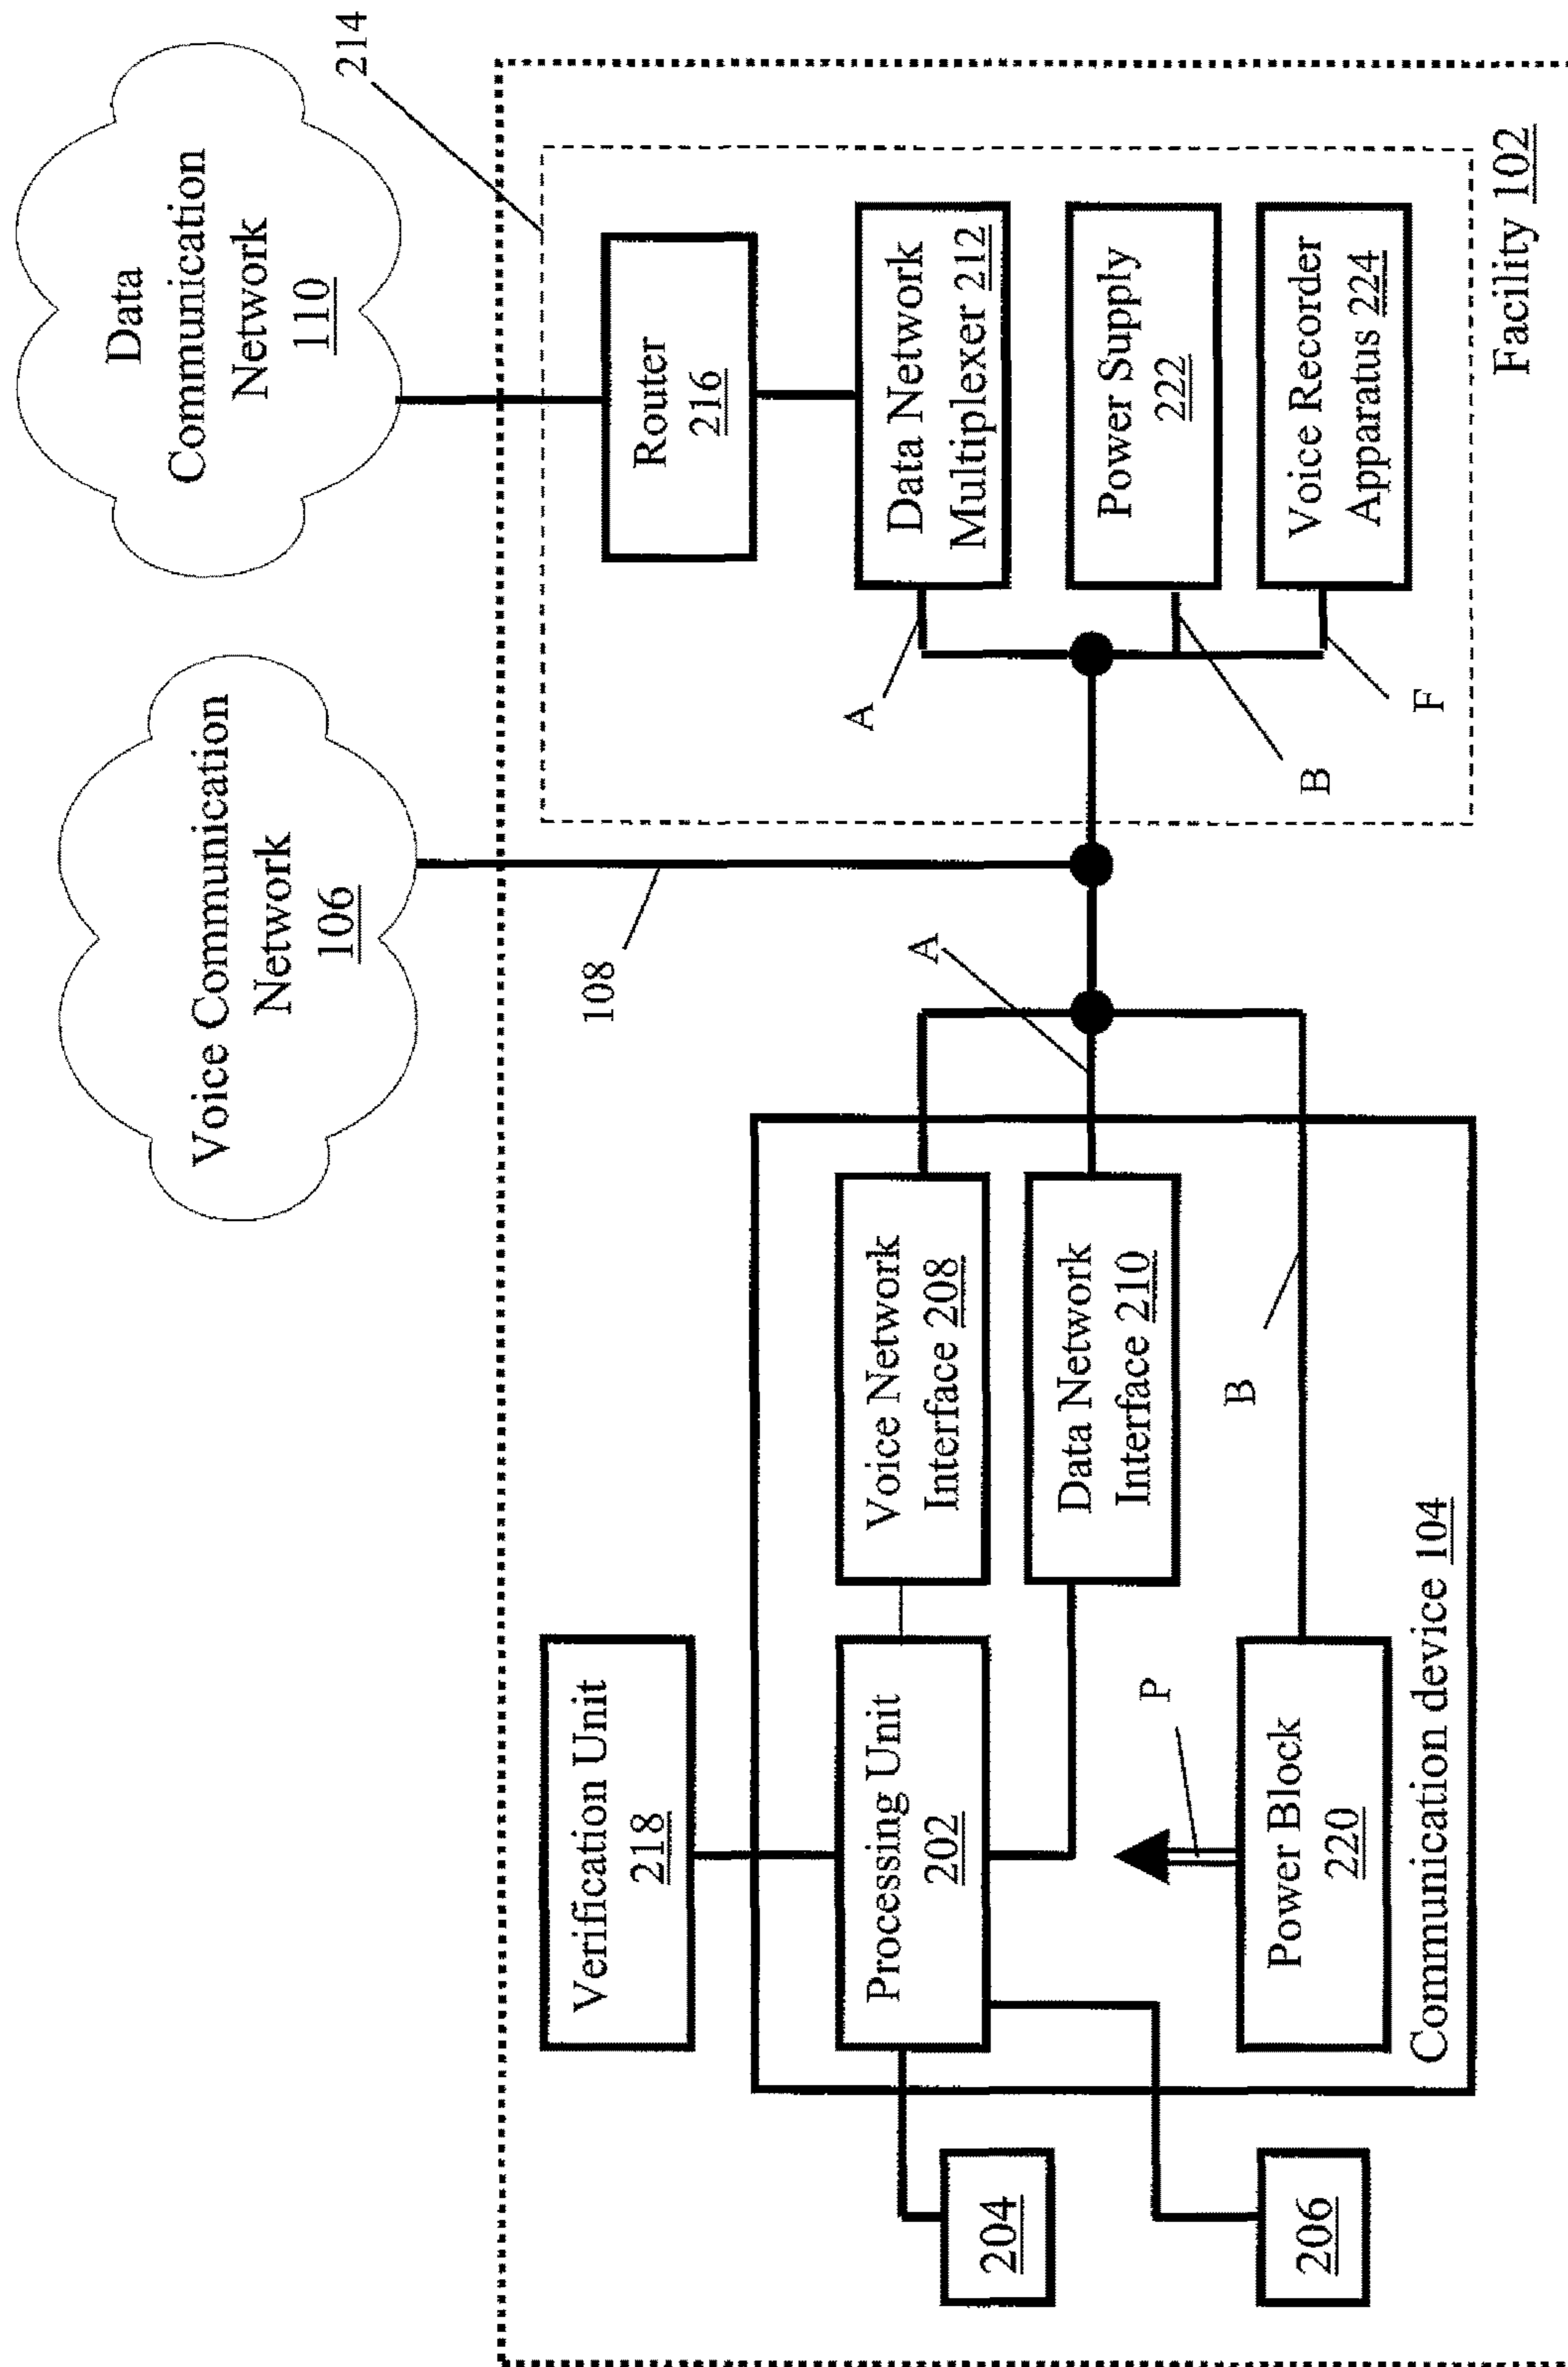 Data
Communication
Network
110
214
Voice Communication
Network
106
108
Router
216
Data Network
Multiplexer 212
Power Supply
222
Voice Recorder
Apparatus 224
A
B
F
Facility 102
A
Verification Unit
218
Voice Network
Interface 208
Data Network
Interface 210
B
Processing Unit
202
P
Power Block
220
Communication device 104
204
206